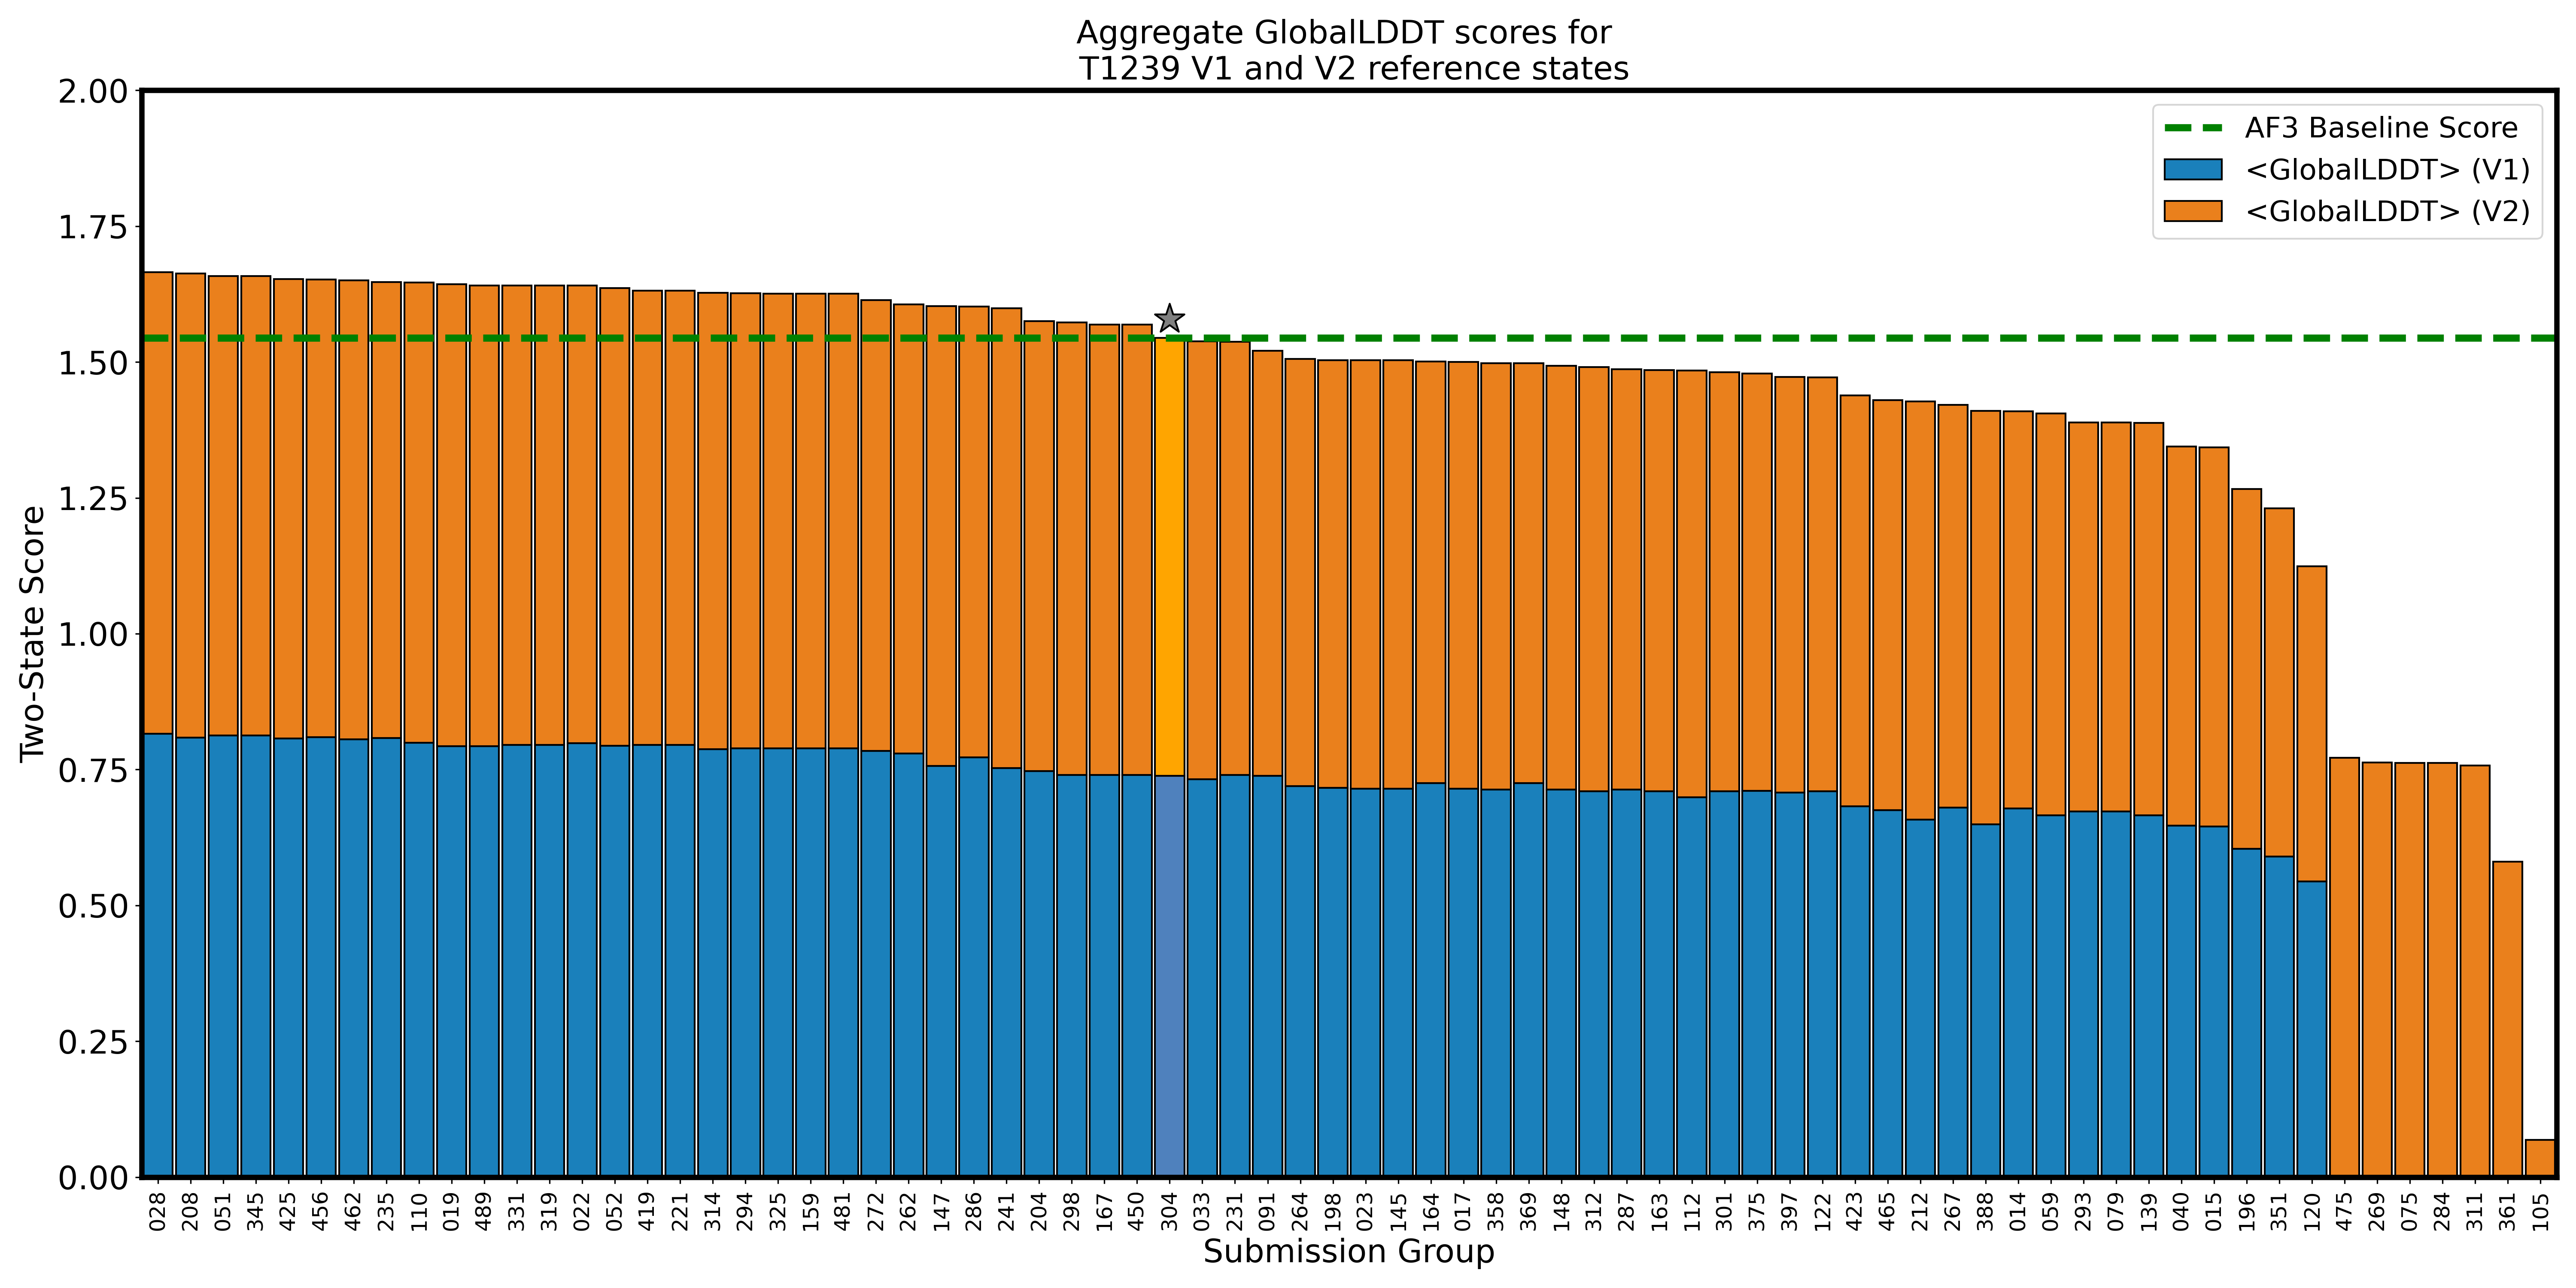 Aggregate GlobalLDDT scores for
T1239 V1 and V2 reference states
2.00
1.75
1.50
1.25
1.00
0.75
0.50
0.25
0.00
Two-State Score
AF3 Baseline Score
<GlobalLDDT> (V1)
<GlobalLDDT> (V2)
028 208 051 345 425 456 462 235 110 019 489 331 319 022 052 419 221 314 294 325 159 481 272 262 147 286 241 204 298 167 450 304 033 231 091 264 198 023 145 164 017 358 369 148 312 287 163 112 301 375 397 122 423 465 212 267 388 014 059 293 079 139 040 015 196 351 120 475 269 075 284 311 361 105
Submission Group